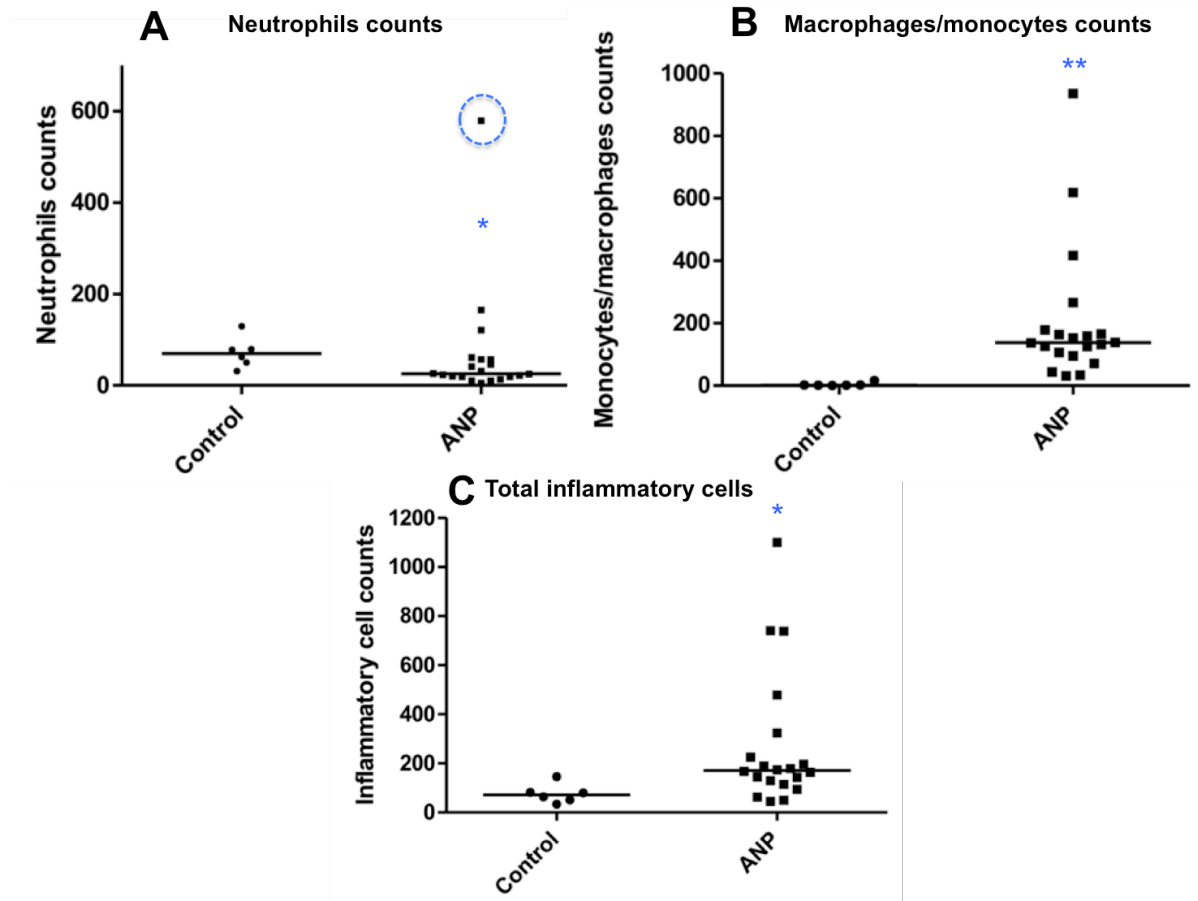 A Neutrophils counts
Neutrophils counts
600
400
200
0
*
Control
ANP
B Macrophages/monocytes counts
Monocytes/macrophages counts
1000
800
600
400
200
0
**
Control
ANP
C Total inflammatory cells
Inflammatory cell counts
1200
1000
800
600
400
200
0
*
Control
ANP